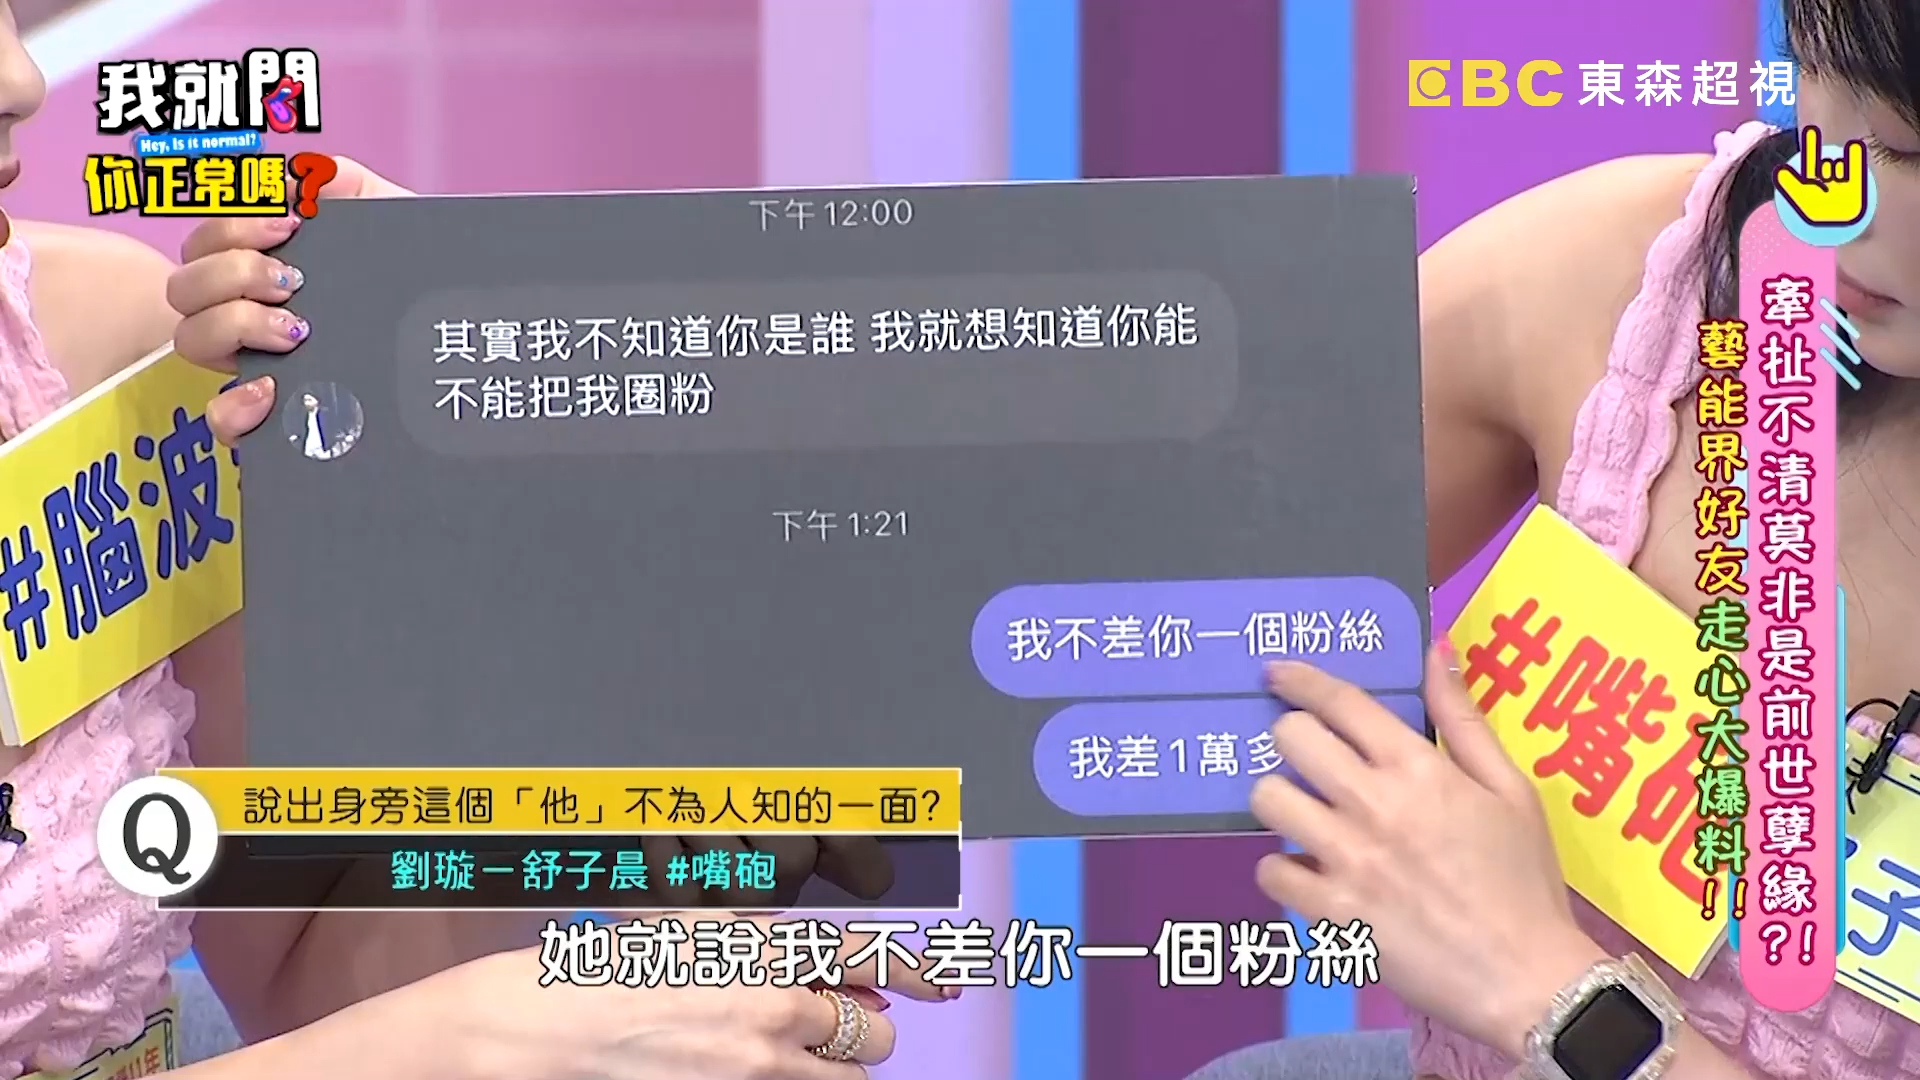 我就問
Hey, Is it normal?
你正常嗎?
EBC 東森超視
下午 12:00
其實我不知道你是誰 我就想知道你能
不能把我圈粉
下午 1:21
我不差你一個粉絲
我差1萬多
#腦波
#嘴砲
牽扯不清莫非是前世孽緣?!
藝能界好友走心大爆料!!
Q
說出身旁這個「他」不為人知的一面?
劉璇－舒子晨 #嘴砲
她就說我不差你一個粉絲
子
11年